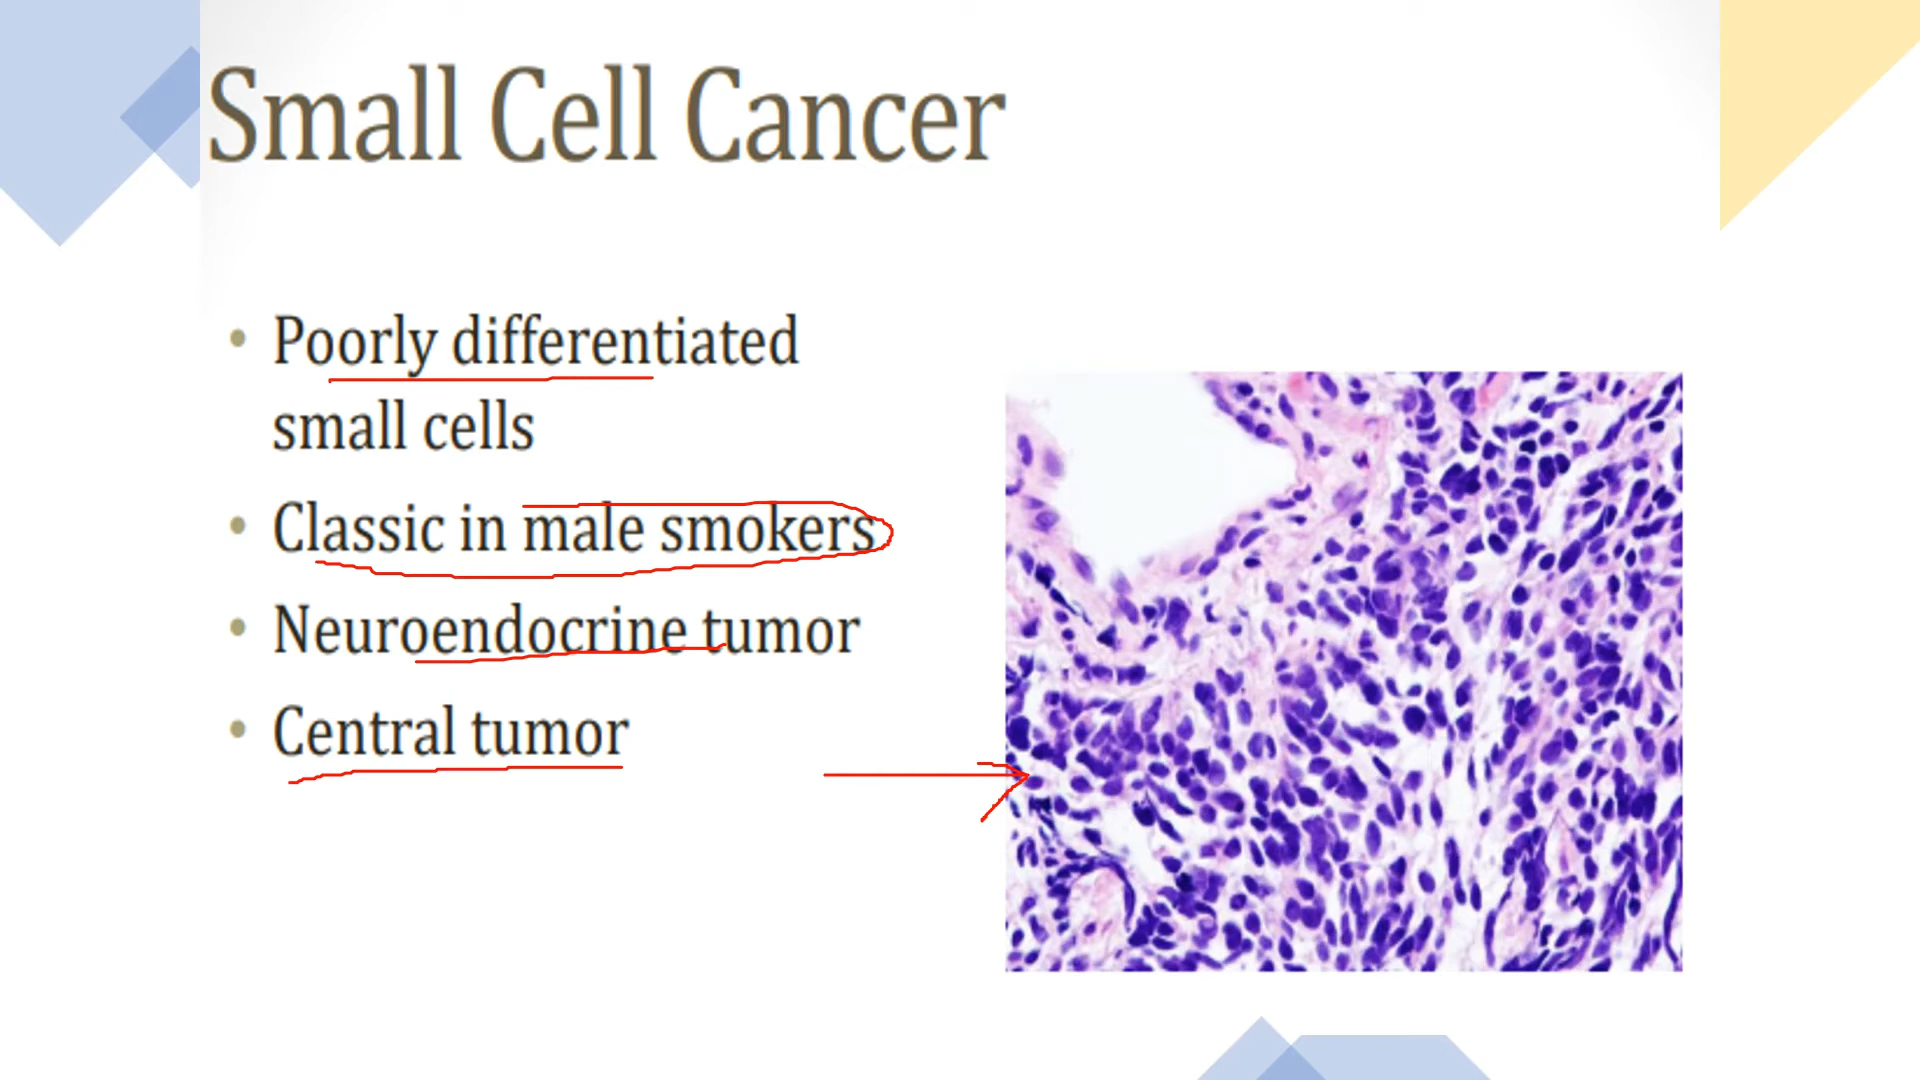 Small Cell Cancer
• Poorly differentiated
small cells
• Classic in male smokers
• Neuroendocrine tumor
• Central tumor